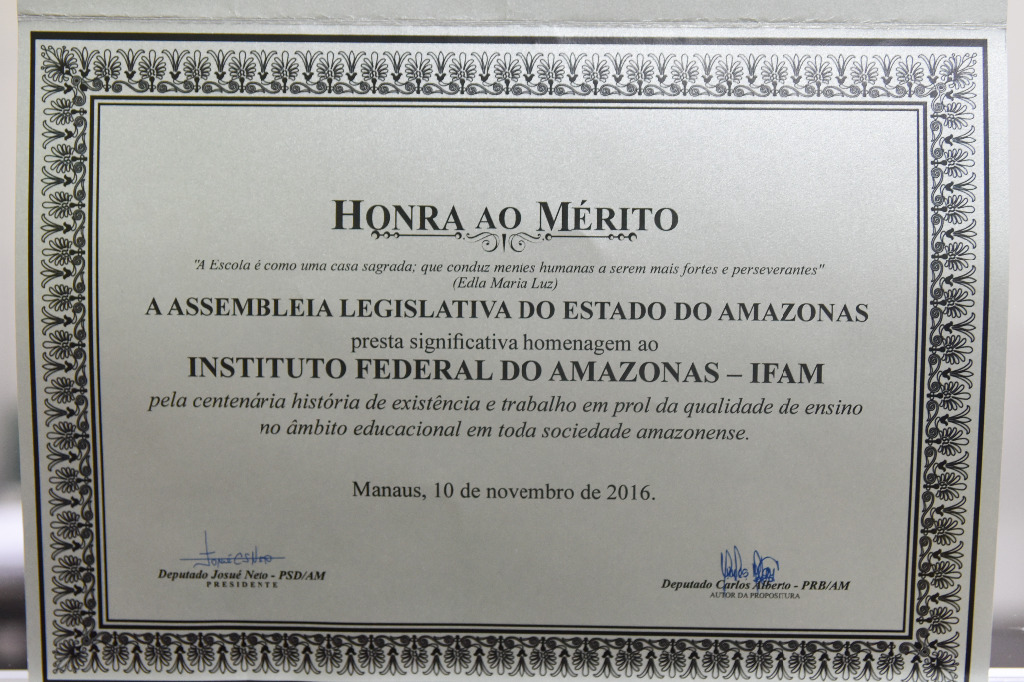 HONRA AO MÉRITO
"A Escola é como uma casa sagrada; que conduz mentes humanas a serem mais fortes e perseverantes"
(Edla Maria Luz)
A ASSEMBLEIA LEGISLATIVA DO ESTADO DO AMAZONAS
presta significativa homenagem ao
INSTITUTO FEDERAL DO AMAZONAS – IFAM
pela centenária história de existência e trabalho em prol da qualidade de ensino
no âmbito educacional em toda sociedade amazonense.
Manaus, 10 de novembro de 2016.
Deputado Josué Neto - PSD/AM
PRESIDENTE
Deputado Carlos Alberto - PRB/AM
AUTOR DA PROPOSITURA